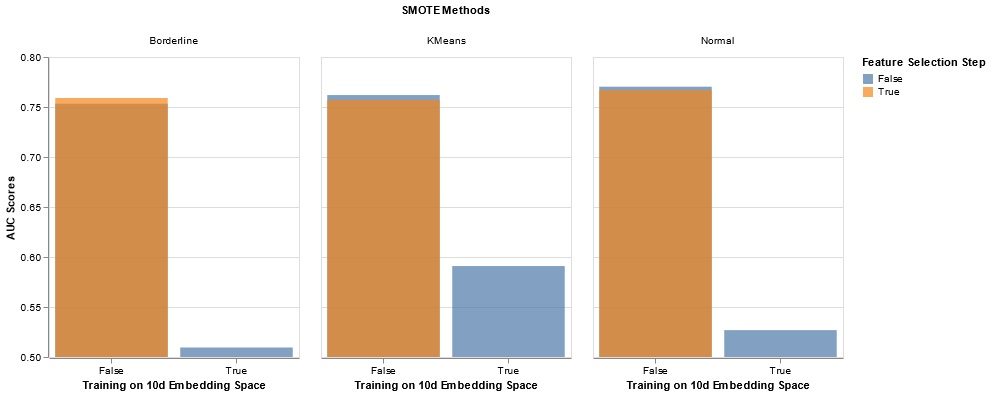 SMOTE Methods
Borderline
KMeans
Normal
Feature Selection Step
False
True
AUC Scores
0.80
0.75
0.70
0.65
0.60
0.55
0.50
False True
False True
False True
Training on 10d Embedding Space
Training on 10d Embedding Space
Training on 10d Embedding Space